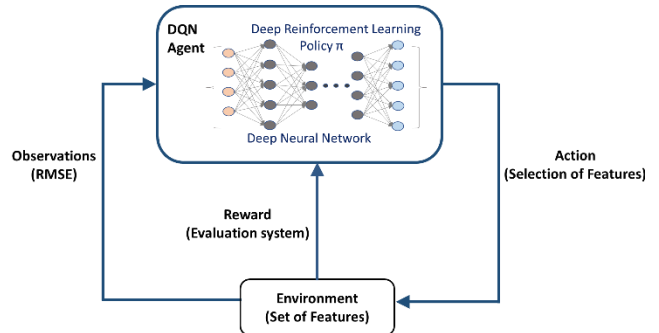 DQN
Agent
Deep Reinforcement Learning
Policy π
Deep Neural Network
Observations
(RMSE)
Reward
(Evaluation system)
Action
(Selection of Features)
Environment
(Set of Features)